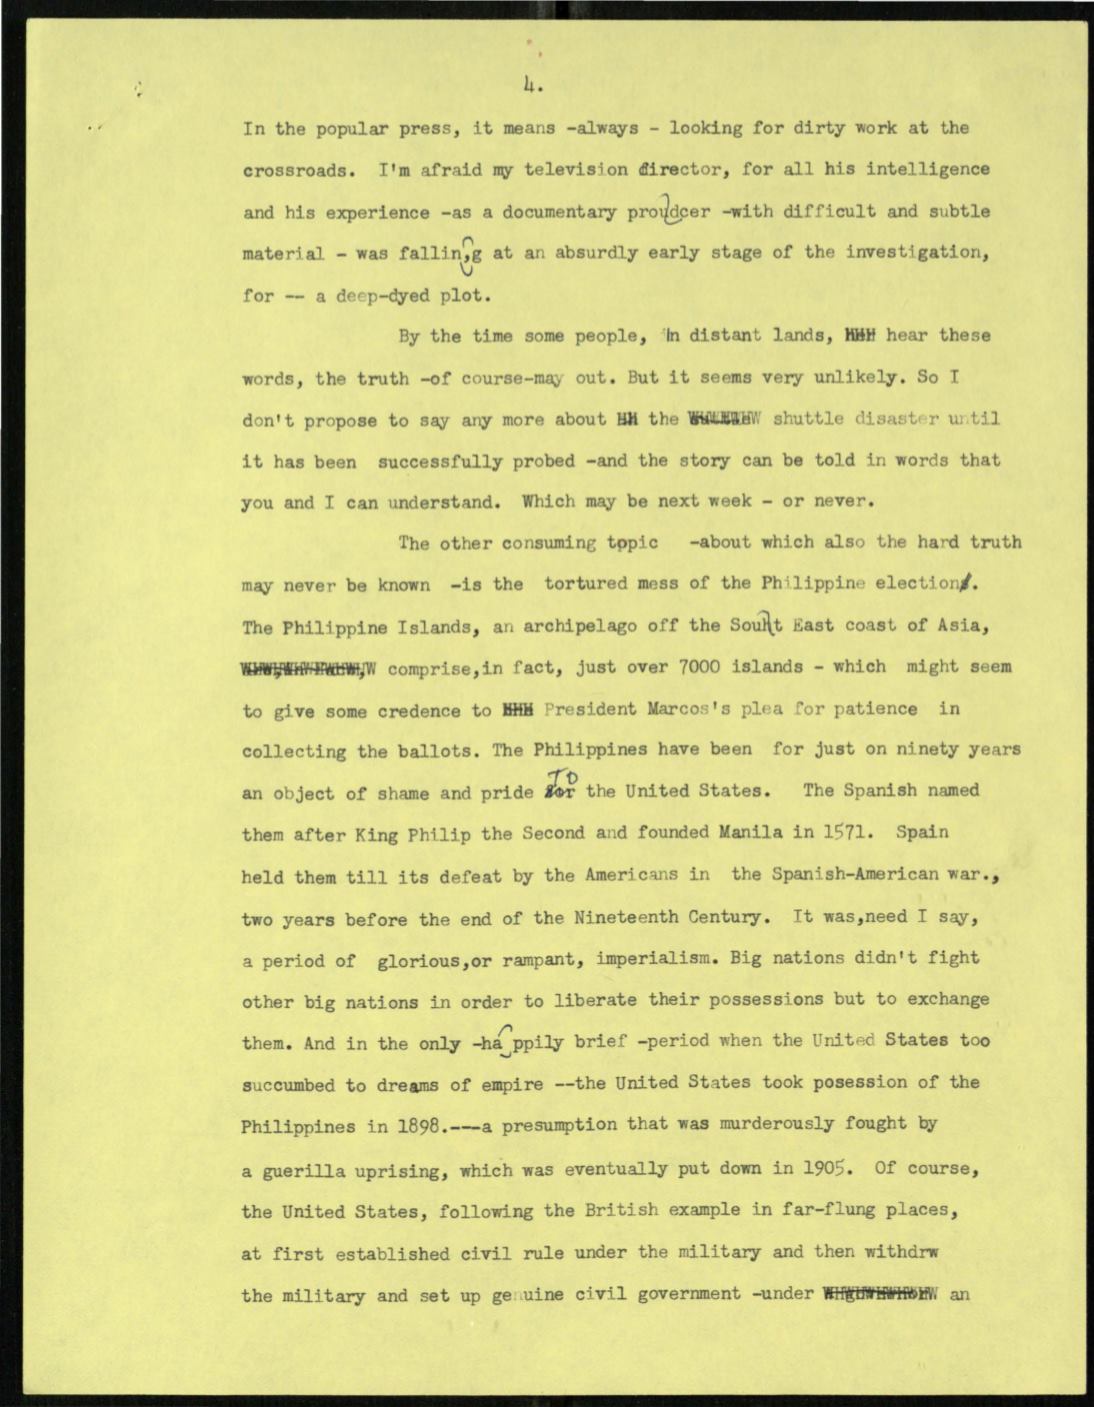 4.
In the popular press, it means -always - looking for dirty work at the
crossroads. I'm afraid my television director, for all his intelligence
and his experience -as a documentary proudcer -with difficult and subtle
material - was fallin,g at an absurdly early stage of the investigation,
for -- a deep-dyed plot.
By the time some people, in distant lands, hear these
words, the truth -of course-may out. But it seems very unlikely. So I
don't propose to say any more about the shuttle disaster until
it has been successfully probed -and the story can be told in words that
you and I can understand. Which may be next week - or never.
The other consuming topic -about which also the hard truth
may never be known -is the tortured mess of the Philippine election.
The Philippine Islands, an archipelago off the Souht East coast of Asia,
comprise,in fact, just over 7000 islands - which might seem
to give some credence to President Marcos's plea for patience in
collecting the ballots. The Philippines have been for just on ninety years
an object of shame and pride for TO the United States. The Spanish named
them after King Philip the Second and founded Manila in 1571. Spain
held them till its defeat by the Americans in the Spanish-American war.,
two years before the end of the Nineteenth Century. It was,need I say,
a period of glorious,or rampant, imperialism. Big nations didn't fight
other big nations in order to liberate their possessions but to exchange
them. And in the only -ha ppily brief -period when the United States too
succumbed to dreams of empire --the United States took posession of the
Philippines in 1898.---a presumption that was murderously fought by
a guerilla uprising, which was eventually put down in 1905. Of course,
the United States, following the British example in far-flung places,
at first established civil rule under the military and then withdrw
the military and set up genuine civil government -under an